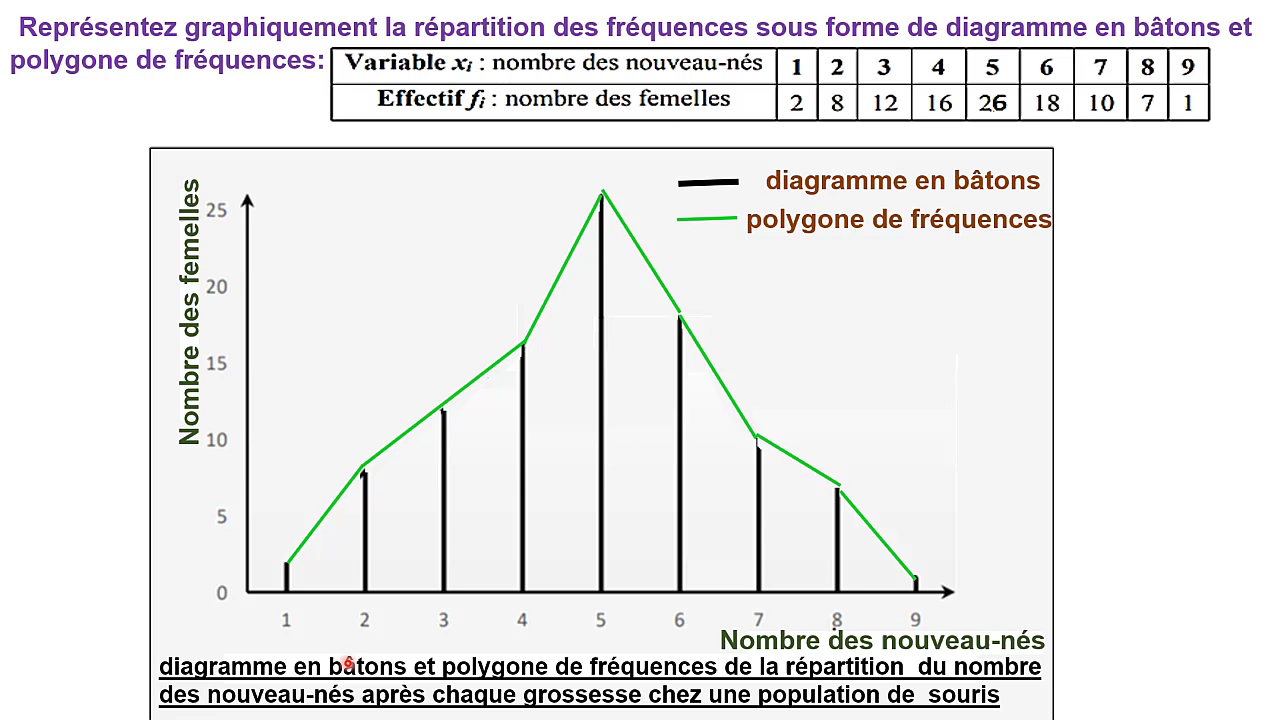 Représentez graphiquement la répartition des fréquences sous forme de diagramme en bâtons et
polygone de fréquences:
Variable xi : nombre des nouveau-nés 1 2 3 4 5 6 7 8 9
Effectif fi : nombre des femelles 2 8 12 16 26 18 10 7 1
diagramme en bâtons
polygone de fréquences
Nombre des femelles
25
20
15
10
5
0
1 2 3 4 5 6 7 8 9
Nombre des nouveau-nés
diagramme en bâtons et polygone de fréquences de la répartition du nombre
des nouveau-nés après chaque grossesse chez une population de souris